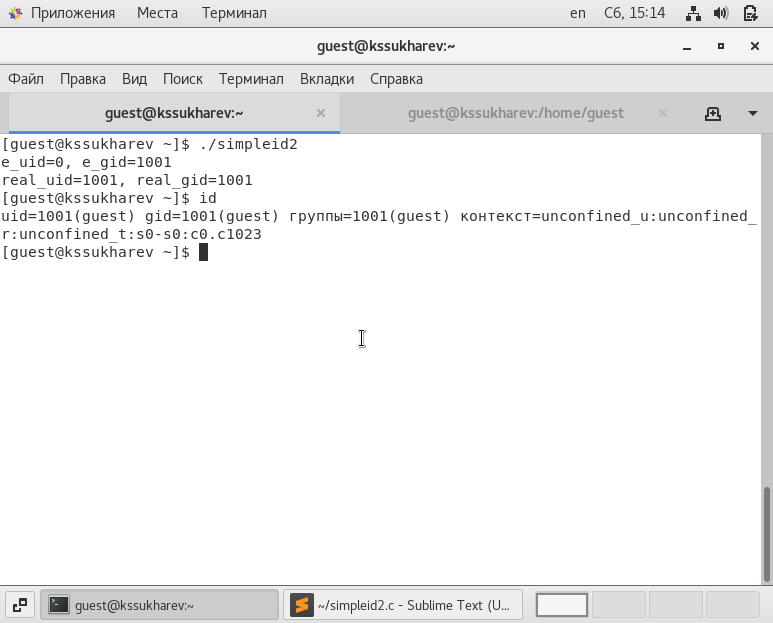 Приложения Места Терминал en Сб, 15:14
guest@kssukharev:~
Файл Правка Вид Поиск Терминал Вкладки Справка
guest@kssukharev:~ × guest@kssukharev:/home/guest ×
[guest@kssukharev ~]$ ./simpleid2
e_uid=0, e_gid=1001
real_uid=1001, real_gid=1001
[guest@kssukharev ~]$ id
uid=1001(guest) gid=1001(guest) группы=1001(guest) контекст=unconfined_u:unconfined_
r:unconfined_t:s0-s0:c0.c1023
[guest@kssukharev ~]$
guest@kssukharev:~ ~/simpleid2.c - Sublime Text (U...